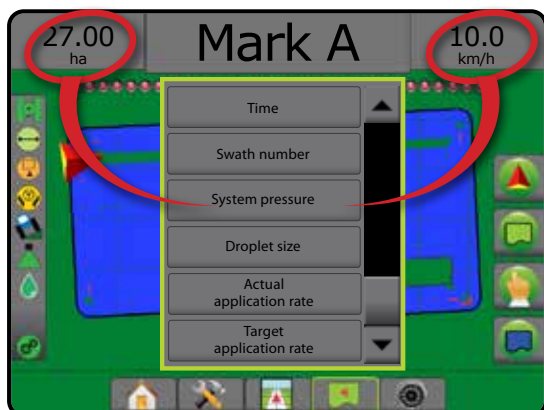 27.00
ha
Mark A
10.0
km/h
Time
Swath number
System pressure
Droplet size
Actual
application rate
Target
application rate